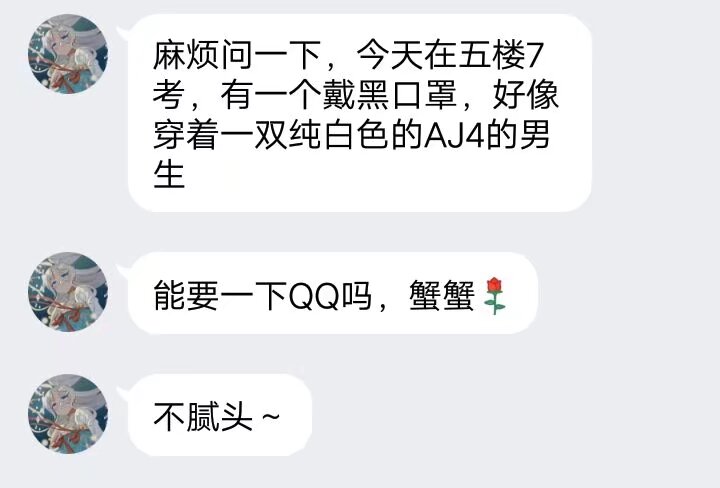 麻烦问一下，今天在五楼7
考，有一个戴黑口罩，好像
穿着一双纯白色的AJ4的男
生
能要一下QQ吗，蟹蟹🌹
不腻头～